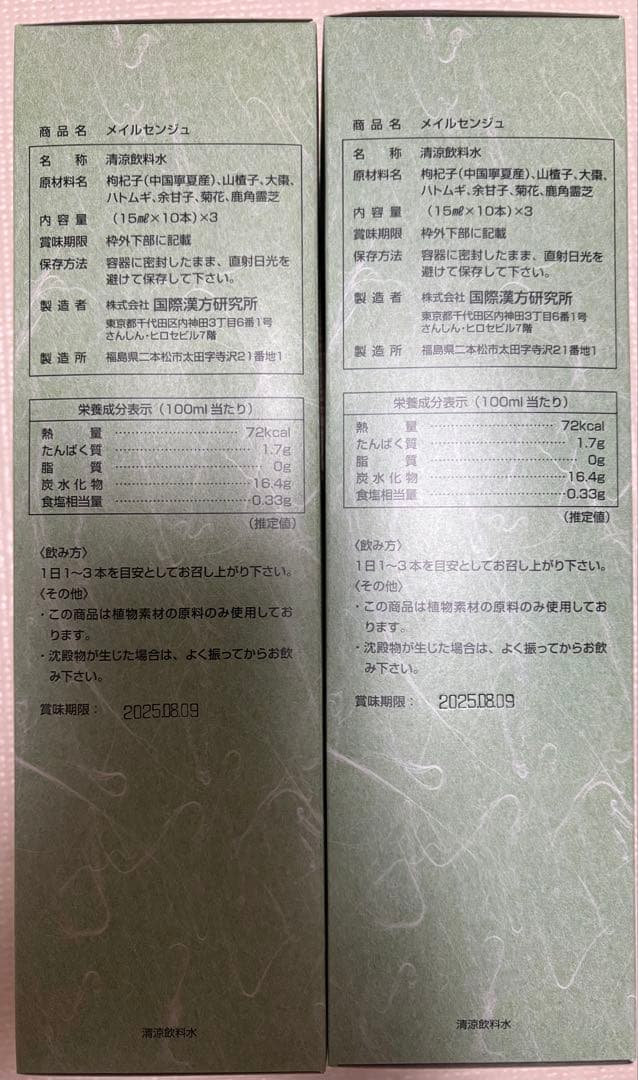 商品名 メイルセンジュ
名称 清涼飲料水
原材料名 枸杞子(中国寧夏産)、山楂子、大棗、
ハトムギ、余甘子、菊花、鹿角霊芝
内容量 (15㎖×10本)×3
賞味期限 枠外下部に記載
保存方法 容器に密封したまま、直射日光を
避けて保存して下さい。
製造者 株式会社 国際漢方研究所
東京都千代田区内神田3丁目6番1号
さんしん・ヒロセビル7階
製造所 福島県二本松市太田字寺沢21番地1
栄養成分表示(100ml当たり)
熱量 72kcal
たんぱく質 1.7g
脂質 0g
炭水化物 16.4g
食塩相当量 0.33g
(推定値)
〈飲み方〉
1日1~3本を目安としてお召し上がり下さい。
〈その他〉
・この商品は植物素材の原料のみ使用してお
ります。
・沈殿物が生じた場合は、よく振ってからお飲
み下さい。
賞味期限: 2025.08.09
清涼飲料水
商品名 メイルセンジュ
名称 清涼飲料水
原材料名 枸杞子(中国寧夏産)、山楂子、大棗、
ハトムギ、余甘子、菊花、鹿角霊芝
内容量 (15㎖×10本)×3
賞味期限 枠外下部に記載
保存方法 容器に密封したまま、直射日光を
避けて保存して下さい。
製造者 株式会社 国際漢方研究所
東京都千代田区内神田3丁目6番1号
さんしん・ヒロセビル7階
製造所 福島県二本松市太田字寺沢21番地1
栄養成分表示(100ml当たり)
熱量 72kcal
たんぱく質 1.7g
脂質 0g
炭水化物 16.4g
食塩相当量 0.33g
(推定値)
〈飲み方〉
1日1~3本を目安としてお召し上がり下さい。
〈その他〉
・この商品は植物素材の原料のみ使用してお
ります。
・沈殿物が生じた場合は、よく振ってからお飲
み下さい。
賞味期限: 2025.08.09
清涼飲料水